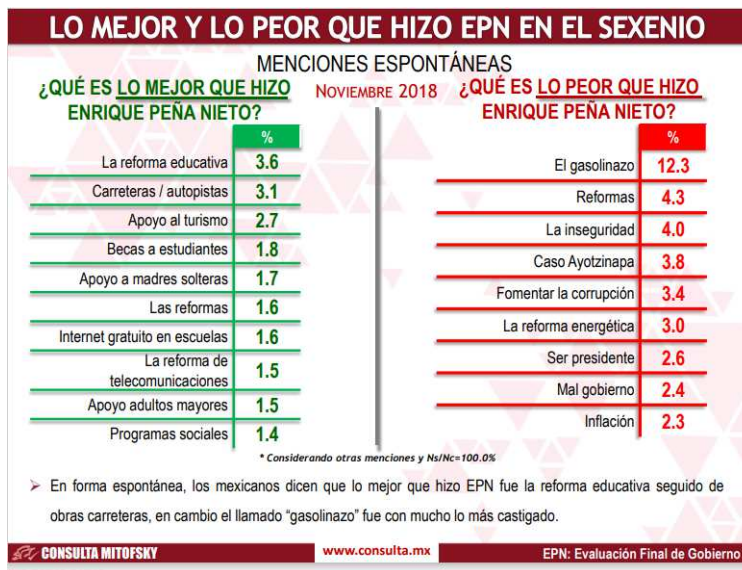 LO MEJOR Y LO PEOR QUE HIZO EPN EN EL SEXENIO
MENCIONES ESPONTÁNEAS
NOVIEMBRE 2018
¿QUÉ ES LO MEJOR QUE HIZO
ENRIQUE PEÑA NIETO?
%
La reforma educativa 3.6
Carreteras / autopistas 3.1
Apoyo al turismo 2.7
Becas a estudiantes 1.8
Apoyo a madres solteras 1.7
Las reformas 1.6
Internet gratuito en escuelas 1.6
La reforma de
telecomunicaciones 1.5
Apoyo adultos mayores 1.5
Programas sociales 1.4
¿QUÉ ES LO PEOR QUE HIZO
ENRIQUE PEÑA NIETO?
%
El gasolinazo 12.3
Reformas 4.3
La inseguridad 4.0
Caso Ayotzinapa 3.8
Fomentar la corrupción 3.4
La reforma energética 3.0
Ser presidente 2.6
Mal gobierno 2.4
Inflación 2.3
* Considerando otras menciones y Ns/Nc=100.0%
➢ En forma espontánea, los mexicanos dicen que lo mejor que hizo EPN fue la reforma educativa seguido de
obras carreteras, en cambio el llamado “gasolinazo” fue con mucho lo más castigado.
CONSULTA MITOFSKY
www.consulta.mx
EPN: Evaluación Final de Gobierno